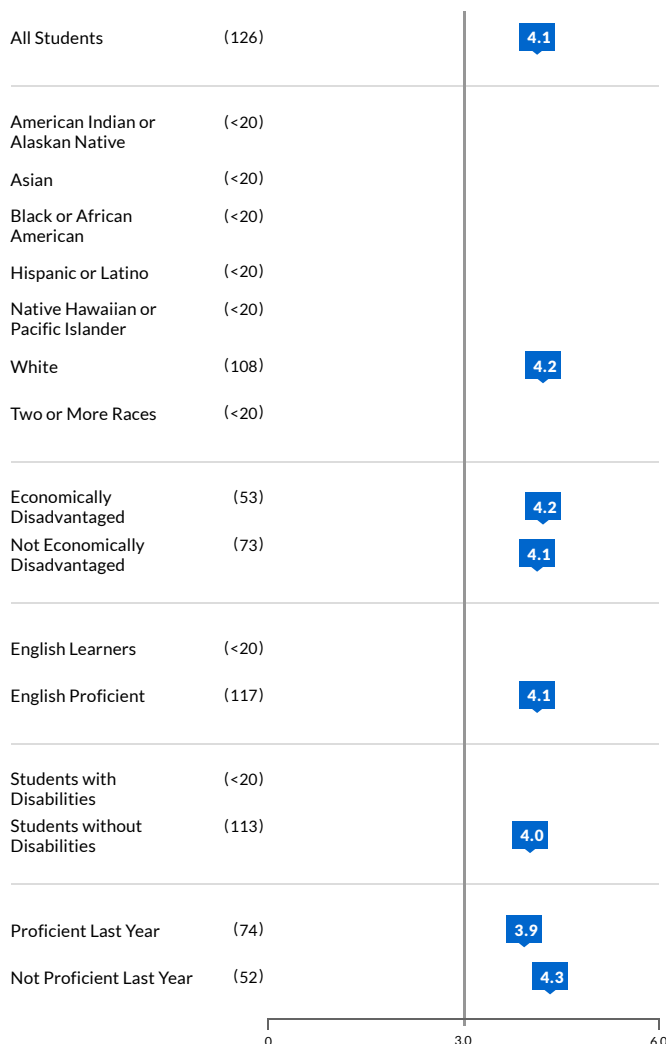 All Students (126) 4.1
American Indian or (<20)
Alaskan Native
Asian (<20)
Black or African (<20)
American
Hispanic or Latino (<20)
Native Hawaiian or (<20)
Pacific Islander
White (108) 4.2
Two or More Races (<20)
Economically (53) 4.2
Disadvantaged
Not Economically (73) 4.1
Disadvantaged
English Learners (<20)
English Proficient (117) 4.1
Students with (<20)
Disabilities
Students without (113) 4.0
Disabilities
Proficient Last Year (74) 3.9
Not Proficient Last Year (52) 4.3
0 3.0 6.0